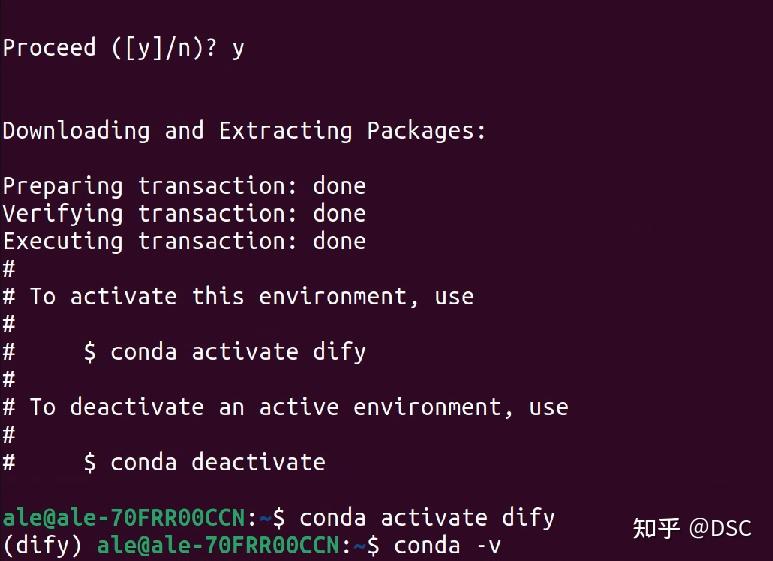 Proceed ([y]/n)? y
Downloading and Extracting Packages:
Preparing transaction: done
Verifying transaction: done
Executing transaction: done
#
# To activate this environment, use
#
#     $ conda activate dify
#
# To deactivate an active environment, use
#
#     $ conda deactivate
ale@ale-70FRR00CCN:~$ conda activate dify
(dify) ale@ale-70FRR00CCN:~$ conda -v
知乎 @DSC